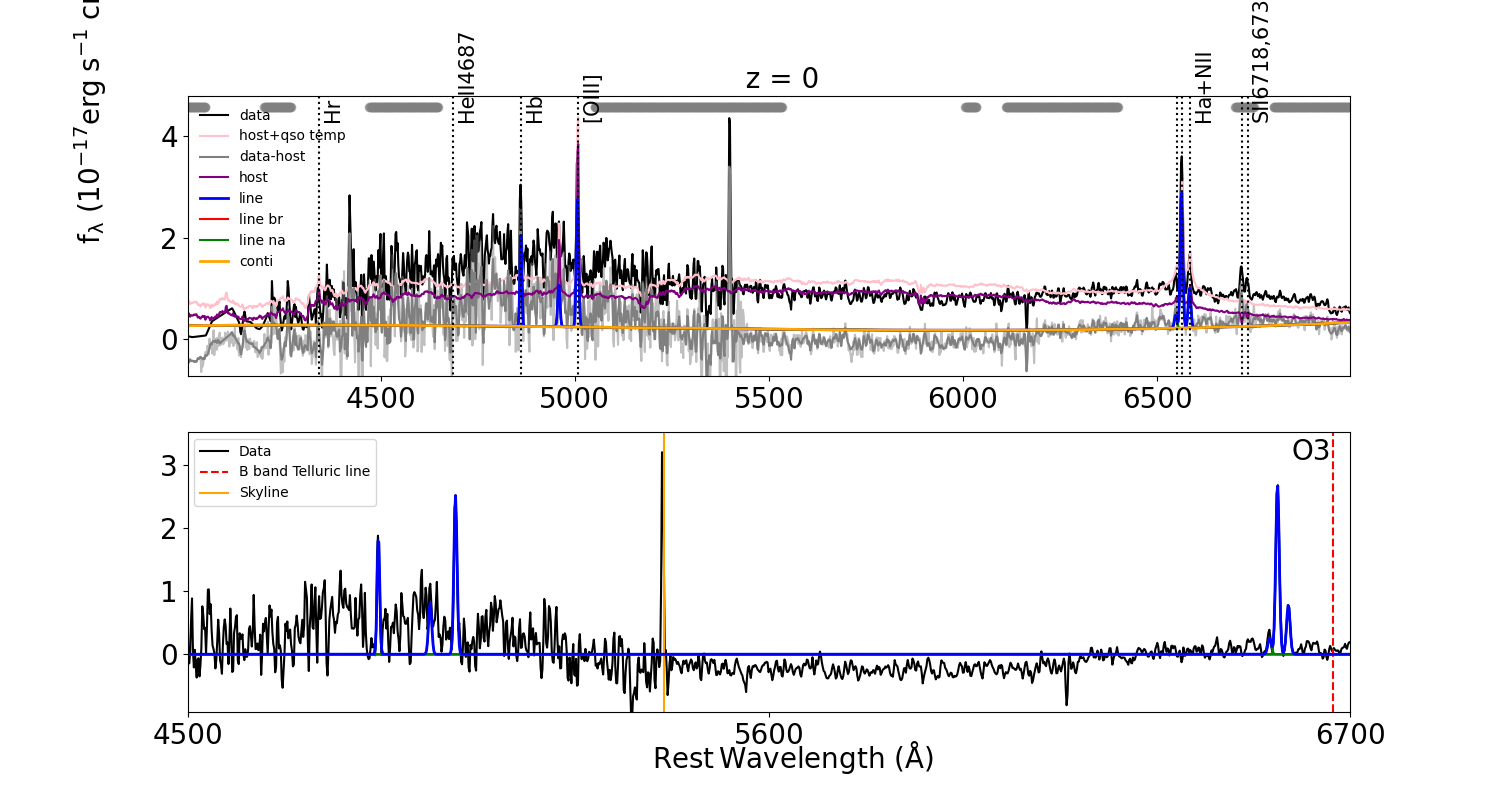 z = 0
f_λ (10^−17 erg s^−1 c
Hr
HeII4687
Hb
[OIII]
Ha+NII
SII6718,673
data
host+qso temp
data-host
host
line
line br
line na
conti
4
2
0
4500 5000 5500 6000 6500
Data
B band Telluric line
Skyline
O3
3
2
1
0
4500 5600 6700
Rest Wavelength (Å)